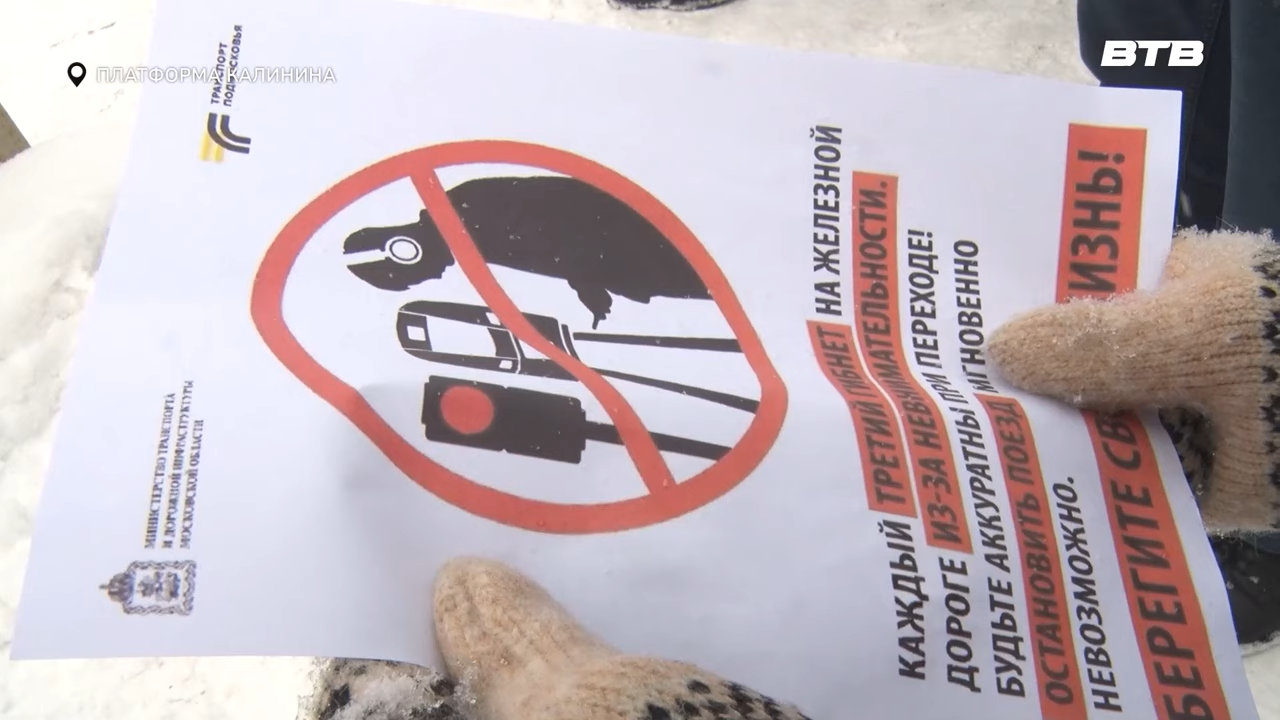 ПЛАТФОРМА КАЛИНИНА
ВТВ
МИНИСТЕРСТВО ТРАНСПОРТА
И ДОРОЖНОЙ ИНФРАСТРУКТУРЫ
МОСКОВСКОЙ ОБЛАСТИ
ТРАНСПОРТ
ПОДМОСКОВЬЯ
КАЖДЫЙ ТРЕТИЙ ГИБНЕТ НА ЖЕЛЕЗНОЙ
ДОРОГЕ ИЗ-ЗА НЕВНИМАТЕЛЬНОСТИ.
БУДЬТЕ АККУРАТНЫ ПРИ ПЕРЕХОДЕ!
ОСТАНОВИТЬ ПОЕЗД МГНОВЕННО
НЕВОЗМОЖНО.
БЕРЕГИТЕ СВ ИЗНЬ!